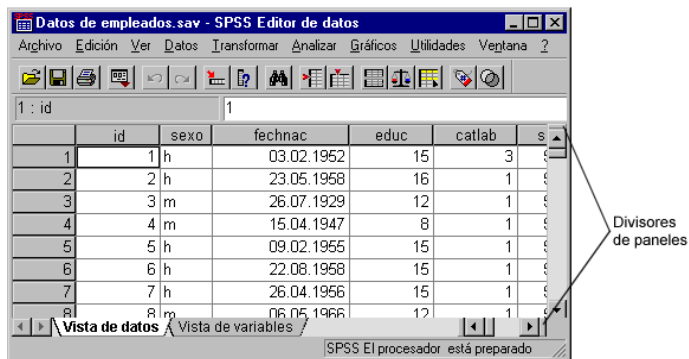 Datos de empleados.sav - SPSS Editor de datos
Archivo Edición Ver Datos Transformar Analizar Gráficos Utilidades Ventana ?
1 : id 1
id sexo fechnac educ catlab s
1 1 h 03.02.1952 15 3
2 2 h 23.05.1958 16 1
3 3 m 26.07.1929 12 1
4 4 m 15.04.1947 8 1
5 5 h 09.02.1955 15 1
6 6 h 22.08.1958 15 1
7 7 h 26.04.1956 15 1
8 8 m 06.05.1966 12 1
Divisores
de paneles
Vista de datos Vista de variables
SPSS El procesador está preparado